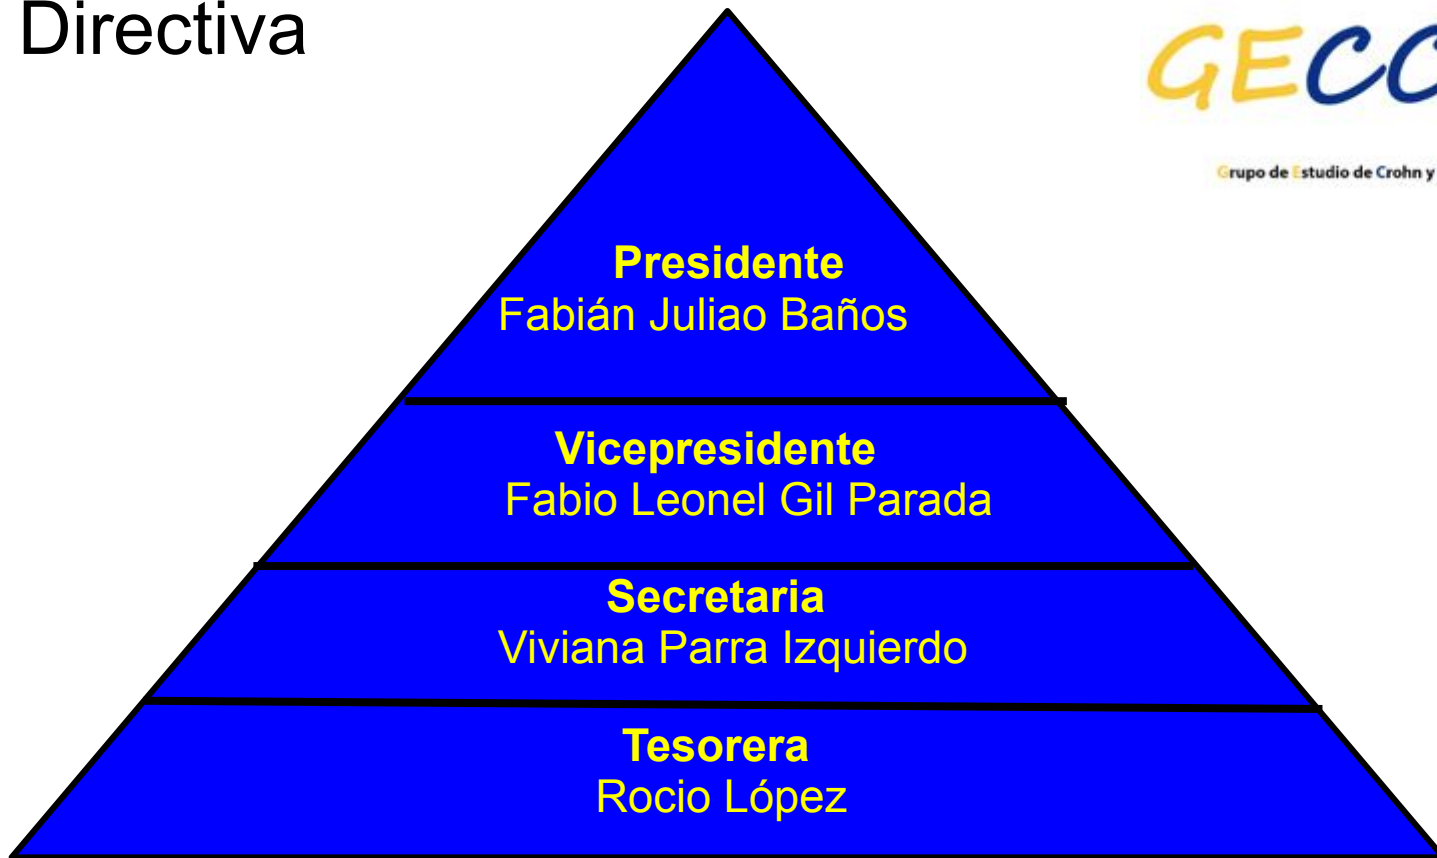 Directiva
GECC
Grupo de Estudio de Crohn y
Presidente
Fabián Juliao Baños
Vicepresidente
Fabio Leonel Gil Parada
Secretaria
Viviana Parra Izquierdo
Tesorera
Rocio López